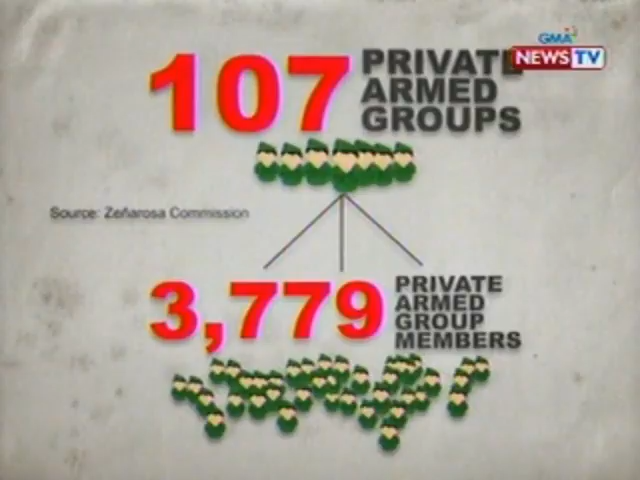 GMA
NEWS TV
107 PRIVATE
ARMED
GROUPS
Source: Zeñarosa Commission
3,779 PRIVATE
ARMED
GROUP
MEMBERS